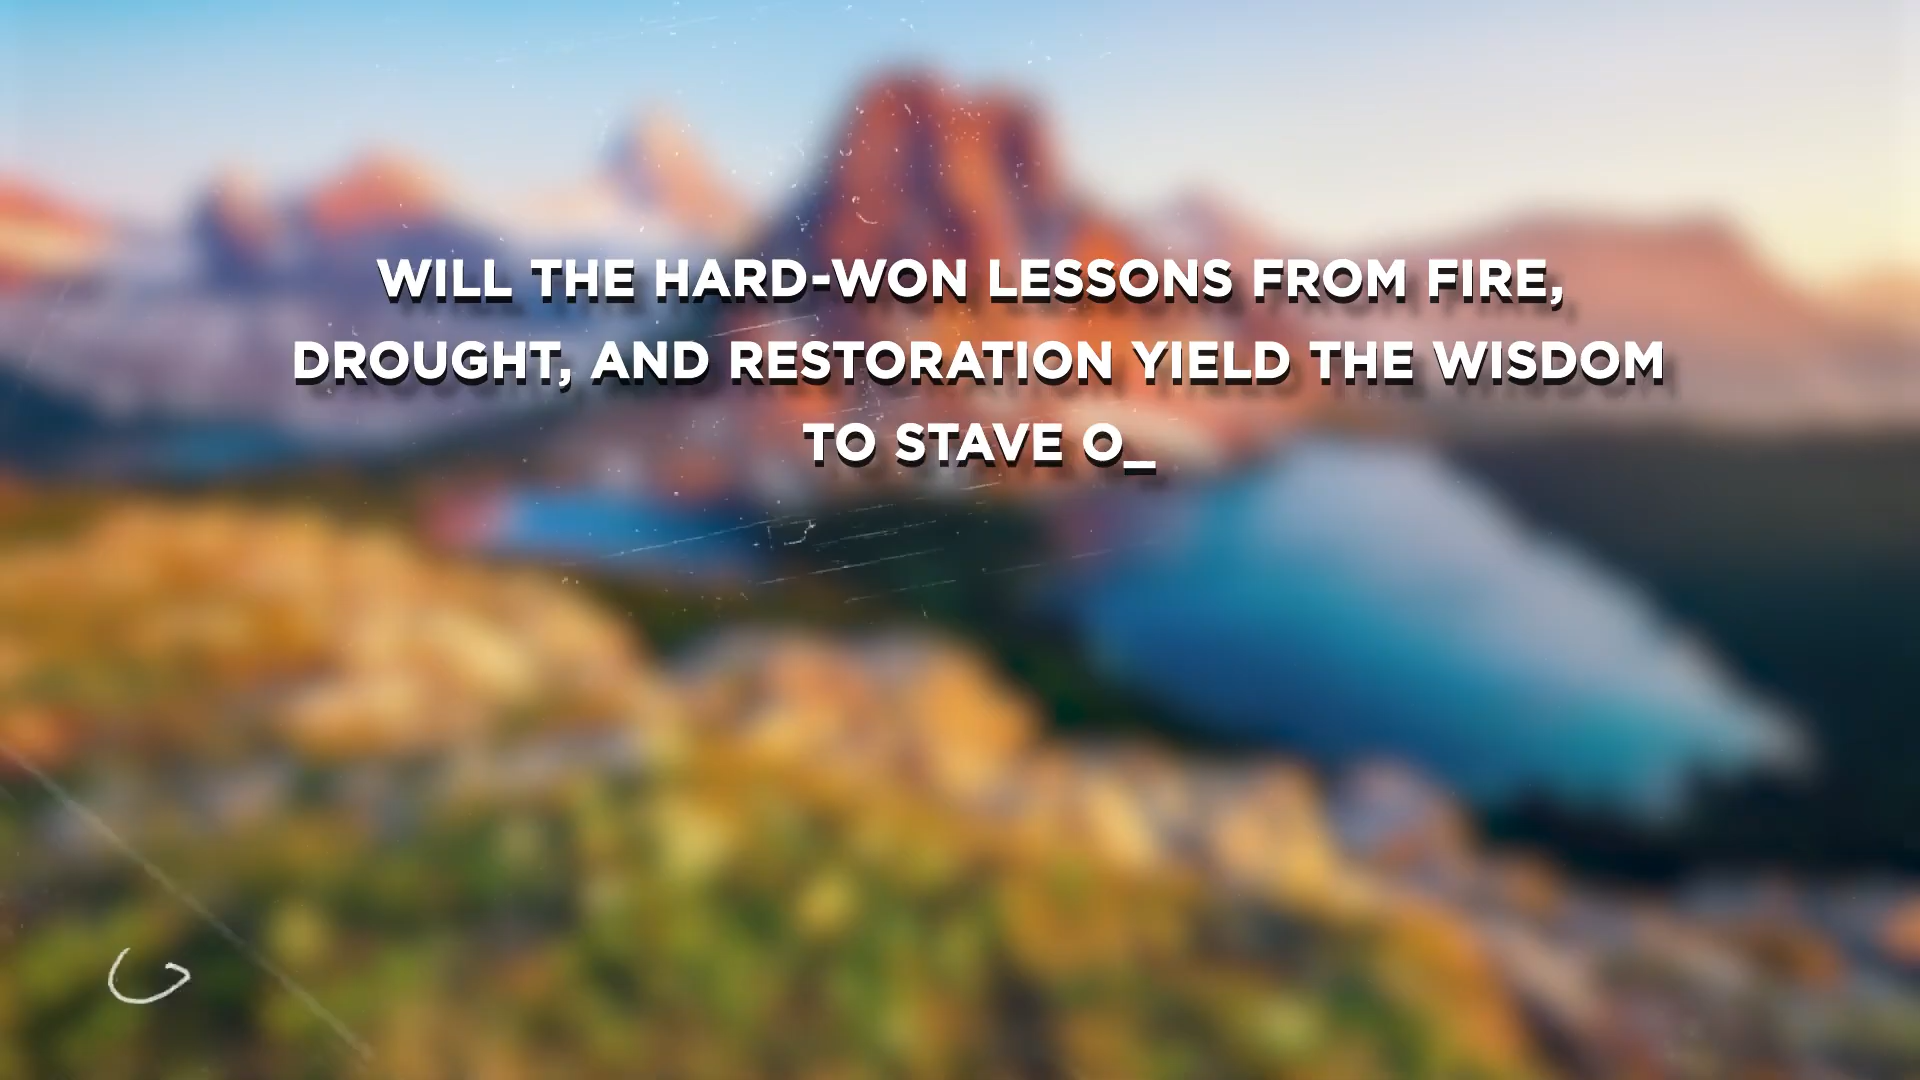 WILL THE HARD-WON LESSONS FROM FIRE,
DROUGHT, AND RESTORATION YIELD THE WISDOM
TO STAVE O_